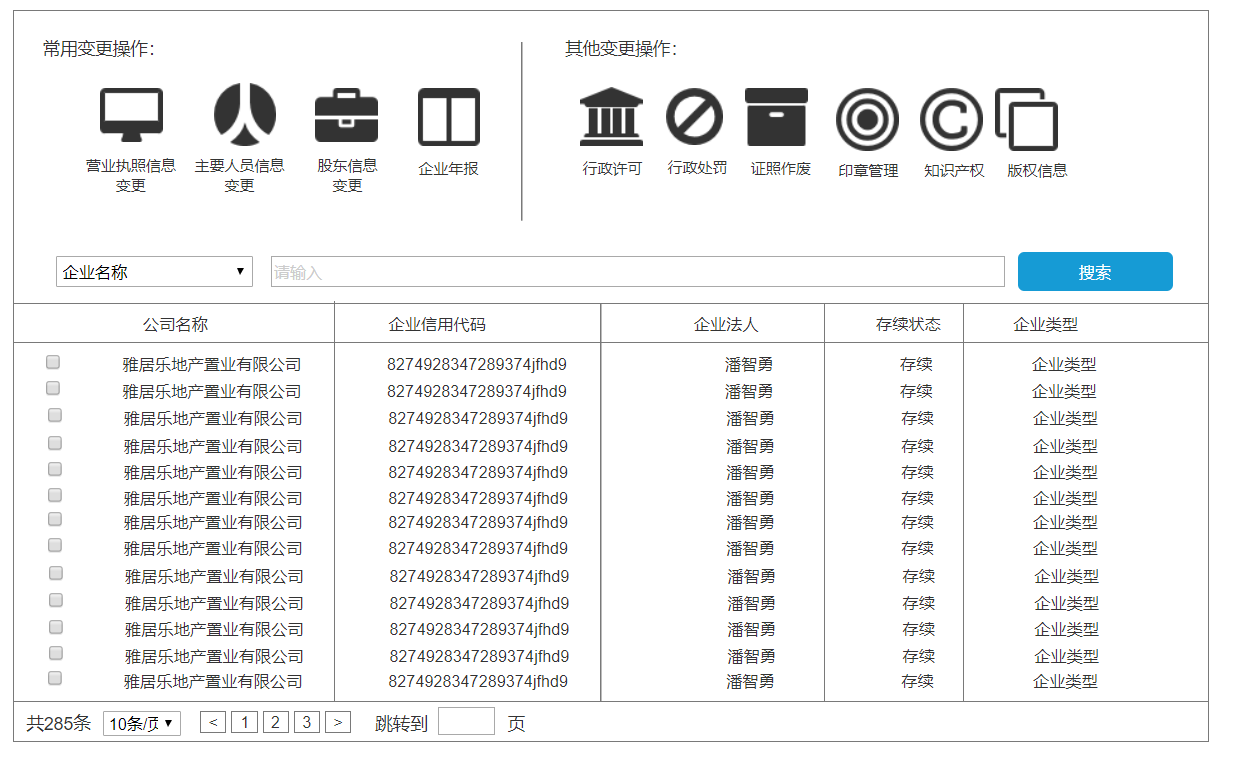 常用变更操作：
其他变更操作：
营业执照信息
变更
主要人员信息
变更
股东信息
变更
企业年报
行政许可
行政处罚
证照作废
印章管理
知识产权
版权信息
企业名称
请输入
搜索
公司名称 企业信用代码 企业法人 存续状态 企业类型
雅居乐地产置业有限公司 8274928347289374jfhd9 潘智勇 存续 企业类型
雅居乐地产置业有限公司 8274928347289374jfhd9 潘智勇 存续 企业类型
雅居乐地产置业有限公司 8274928347289374jfhd9 潘智勇 存续 企业类型
雅居乐地产置业有限公司 8274928347289374jfhd9 潘智勇 存续 企业类型
雅居乐地产置业有限公司 8274928347289374jfhd9 潘智勇 存续 企业类型
雅居乐地产置业有限公司 8274928347289374jfhd9 潘智勇 存续 企业类型
雅居乐地产置业有限公司 8274928347289374jfhd9 潘智勇 存续 企业类型
雅居乐地产置业有限公司 8274928347289374jfhd9 潘智勇 存续 企业类型
雅居乐地产置业有限公司 8274928347289374jfhd9 潘智勇 存续 企业类型
雅居乐地产置业有限公司 8274928347289374jfhd9 潘智勇 存续 企业类型
雅居乐地产置业有限公司 8274928347289374jfhd9 潘智勇 存续 企业类型
雅居乐地产置业有限公司 8274928347289374jfhd9 潘智勇 存续 企业类型
雅居乐地产置业有限公司 8274928347289374jfhd9 潘智勇 存续 企业类型
共285条 10条/页 < 1 2 3 > 跳转到 页